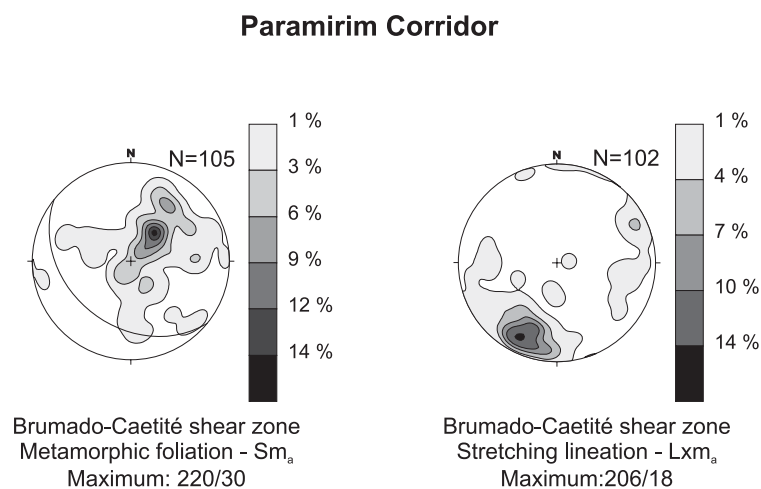 Paramirim Corridor
N
N=105
1 %
3 %
6 %
9 %
12 %
14 %
Brumado-Caetité shear zone
Metamorphic foliation - Smₐ
Maximum: 220/30
N
N=102
1 %
4 %
7 %
10 %
14 %
Brumado-Caetité shear zone
Stretching lineation - Lxmₐ
Maximum:206/18